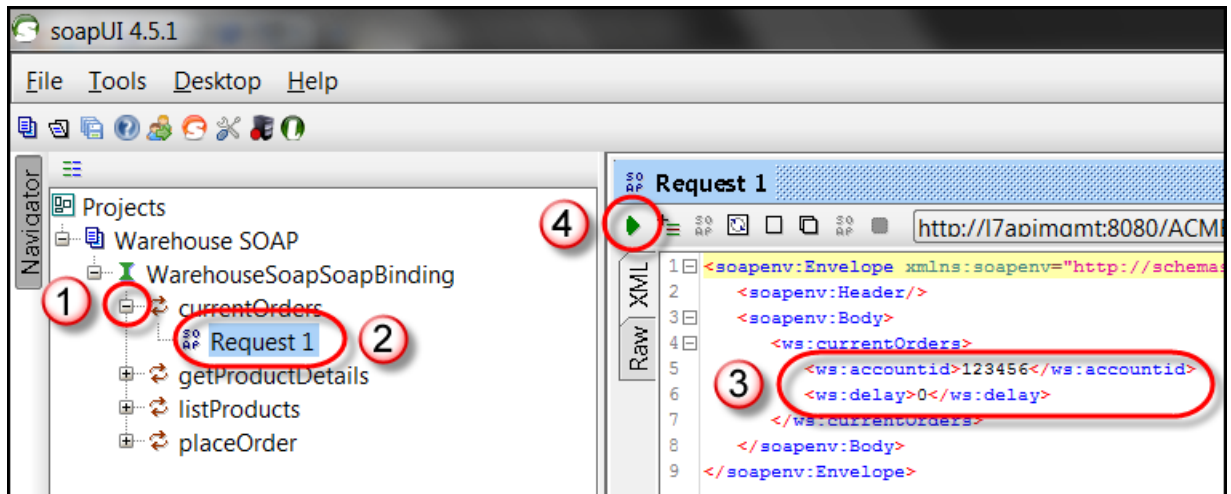 soapUI 4.5.1
File Tools Desktop Help
Navigator
Projects
Warehouse SOAP
WarehouseSoapSoapBinding
1
currentOrders
Request 1
2
getProductDetails
listProducts
placeOrder
SO AP Request 1
4
http://l7apimgmt:8080/ACM
XML
Raw
1 <soapenv:Envelope xmlns:soapenv="http://schemas
2 <soapenv:Header/>
3 <soapenv:Body>
4 <ws:currentOrders>
5 <ws:accountid>123456</ws:accountid>
3
6 <ws:delay>0</ws:delay>
7 </ws:currentOrders>
8 </soapenv:Body>
9 </soapenv:Envelope>